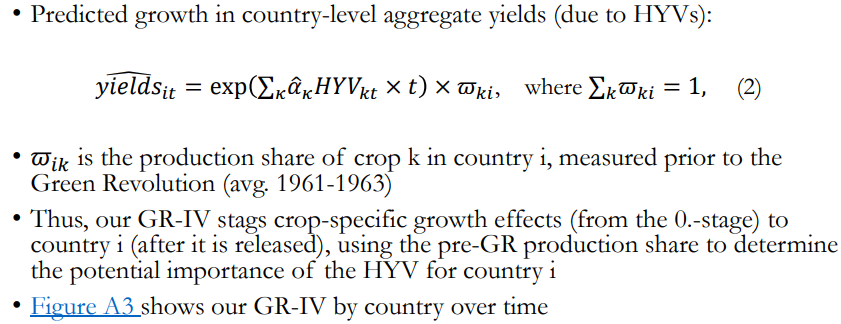 • Predicted growth in country-level aggregate yields (due to HYVs):
$\widehat{yields}_{it} = \exp(\sum_{\kappa} \hat{\alpha}_{\kappa} HYV_{kt} \times t) \times \varpi_{ki}$, where $\sum_{k} \varpi_{ki} = 1$, (2)
• $\varpi_{ik}$ is the production share of crop k in country i, measured prior to the
Green Revolution (avg. 1961-1963)
• Thus, our GR-IV stags crop-specific growth effects (from the 0.-stage) to
country i (after it is released), using the pre-GR production share to determine
the potential importance of the HYV for country i
• Figure A3 shows our GR-IV by country over time